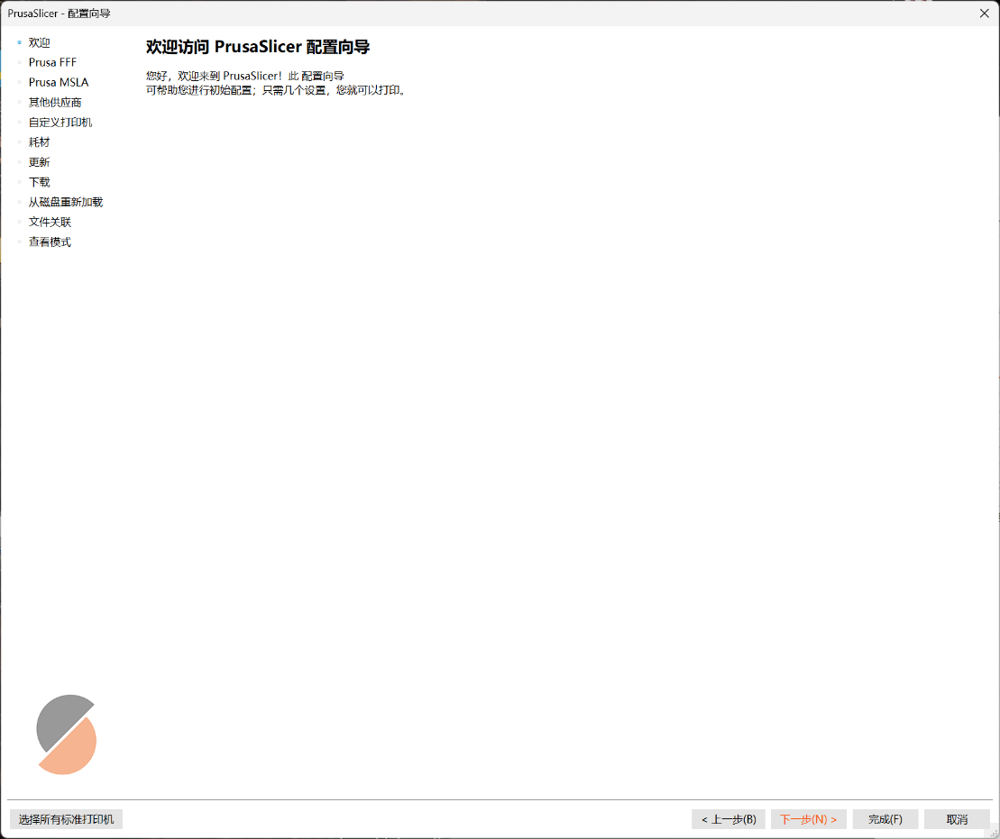 PrusaSlicer - 配置向导
欢迎
Prusa FFF
Prusa MSLA
其他供应商
自定义打印机
耗材
更新
下载
从磁盘重新加载
文件关联
查看模式
欢迎访问 PrusaSlicer 配置向导
您好，欢迎来到 PrusaSlicer！此 配置向导
可帮助您进行初始配置；只需几个设置，您就可以打印。
选择所有标准打印机
< 上一步(B)
下一步(N) >
完成(F)
取消